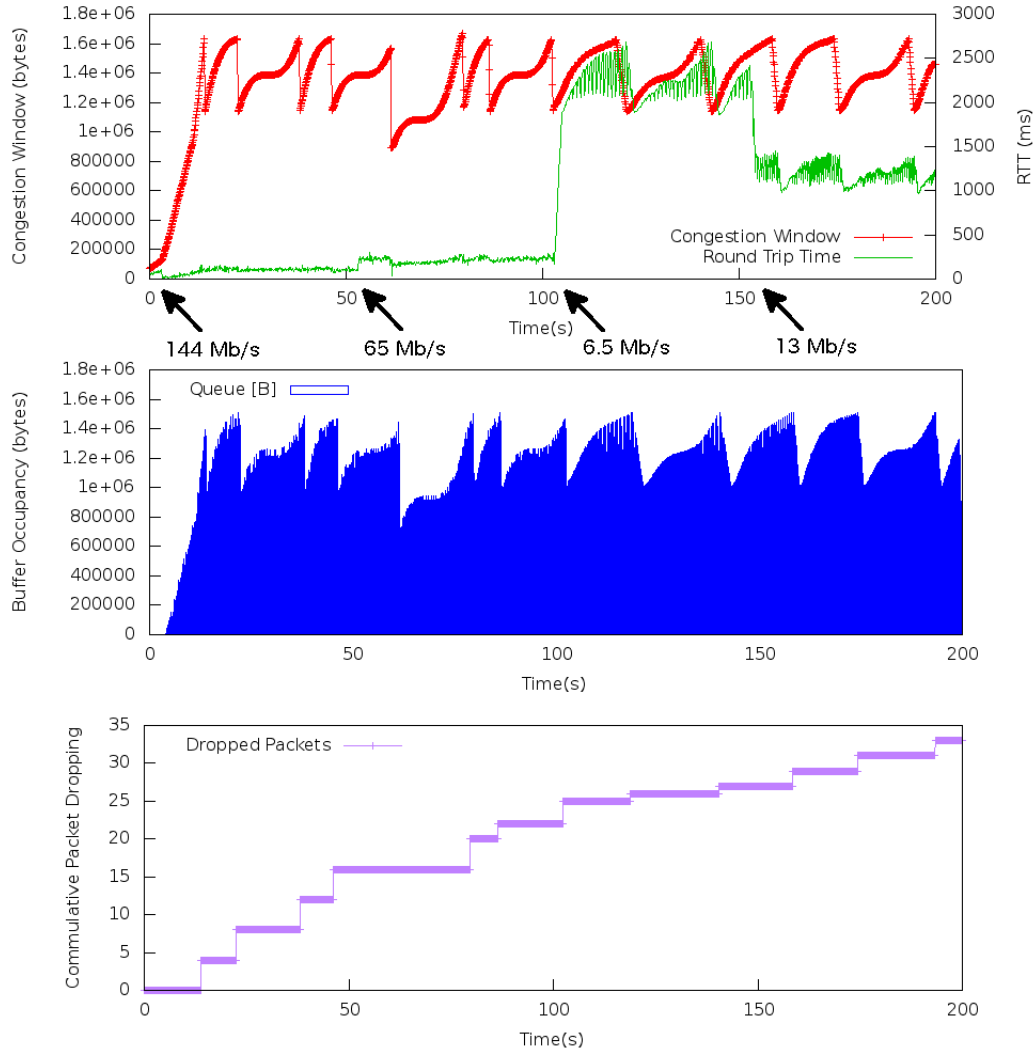 Congestion Window (bytes)
1.8e+06
1.6e+06
1.4e+06
1.2e+06
1e+06
800000
600000
400000
200000
0
3000
2500
2000
1500
1000
500
0
RTT (ms)
Congestion Window
Round Trip Time
0 50 100 150 200
Time(s)
144 Mb/s 65 Mb/s 6.5 Mb/s 13 Mb/s
Buffer Occupancy (bytes)
1.8e+06
1.6e+06
1.4e+06
1.2e+06
1e+06
800000
600000
400000
200000
0
Queue [B]
0 50 100 150 200
Time(s)
Commulative Packet Dropping
35
30
25
20
15
10
5
0
Dropped Packets
0 50 100 150 200
Time(s)